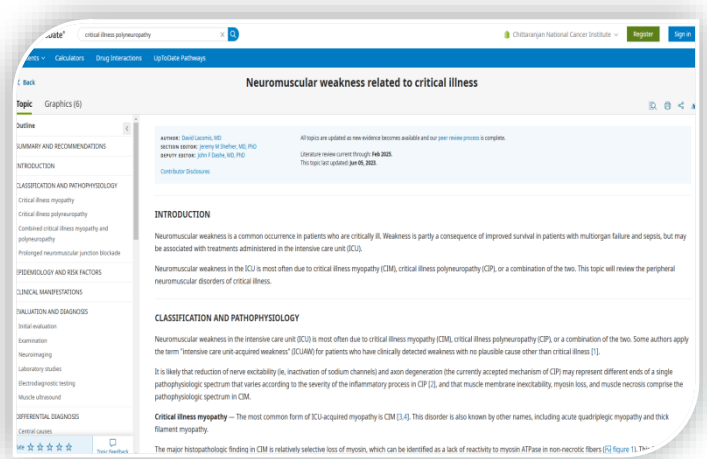 critical illness polyneuropathy
Chittaranjan National Cancer Institute
Register
Sign in
Calculators
Drug Interactions
UpToDate Pathways
Back
Neuromuscular weakness related to critical illness
Topic
Graphics (6)
Outline
SUMMARY AND RECOMMENDATIONS
INTRODUCTION
CLASSIFICATION AND PATHOPHYSIOLOGY
Critical illness myopathy
Critical illness polyneuropathy
Combined critical illness myopathy and
polyneuropathy
Prolonged neuromuscular junction blockade
EPIDEMIOLOGY AND RISK FACTORS
CLINICAL MANIFESTATIONS
EVALUATION AND DIAGNOSIS
Initial evaluation
Examination
Neuroimaging
Laboratory studies
Electrodiagnostic testing
Muscle ultrasound
DIFFERENTIAL DIAGNOSIS
Central causes
Topic Feedback
AUTHOR: David Lacomis, MD
SECTION EDITOR: Jeremy M Shefner, MD, PhD
DEPUTY EDITOR: John F Dashe, MD, PhD
Contributor Disclosures
All topics are updated as new evidence becomes available and our peer review process is complete.
Literature review current through: Feb 2025.
This topic last updated: Jun 05, 2023.
INTRODUCTION
Neuromuscular weakness is a common occurrence in patients who are critically ill. Weakness is partly a consequence of improved survival in patients with multiorgan failure and sepsis, but may
be associated with treatments administered in the intensive care unit (ICU).
Neuromuscular weakness in the ICU is most often due to critical illness myopathy (CIM), critical illness polyneuropathy (CIP), or a combination of the two. This topic will review the peripheral
neuromuscular disorders of critical illness.
CLASSIFICATION AND PATHOPHYSIOLOGY
Neuromuscular weakness in the intensive care unit (ICU) is most often due to critical illness myopathy (CIM), critical illness polyneuropathy (CIP), or a combination of the two. Some authors apply
the term "intensive care unit-acquired weakness" (ICUAW) for patients who have clinically detected weakness with no plausible cause other than critical illness [1].
It is likely that reduction of nerve excitability (ie, inactivation of sodium channels) and axon degeneration (the currently accepted mechanism of CIP) may represent different ends of a single
pathophysiologic spectrum that varies according to the severity of the inflammatory process in CIP [2], and that muscle membrane inexcitability, myosin loss, and muscle necrosis comprise the
pathophysiologic spectrum in CIM.
Critical illness myopathy — The most common form of ICU-acquired myopathy is CIM [3,4]. This disorder is also known by other names, including acute quadriplegic myopathy and thick
filament myopathy.
The major histopathologic finding in CIM is relatively selective loss of myosin, which can be identified as a lack of reactivity to myosin ATPase in non-necrotic fibers (figure 1). This